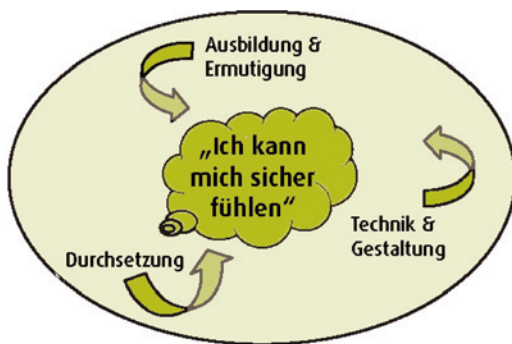 Ausbildung &
Ermutigung
„Ich kann
mich sicher
fühlen“
Technik &
Gestaltung
Durchsetzung